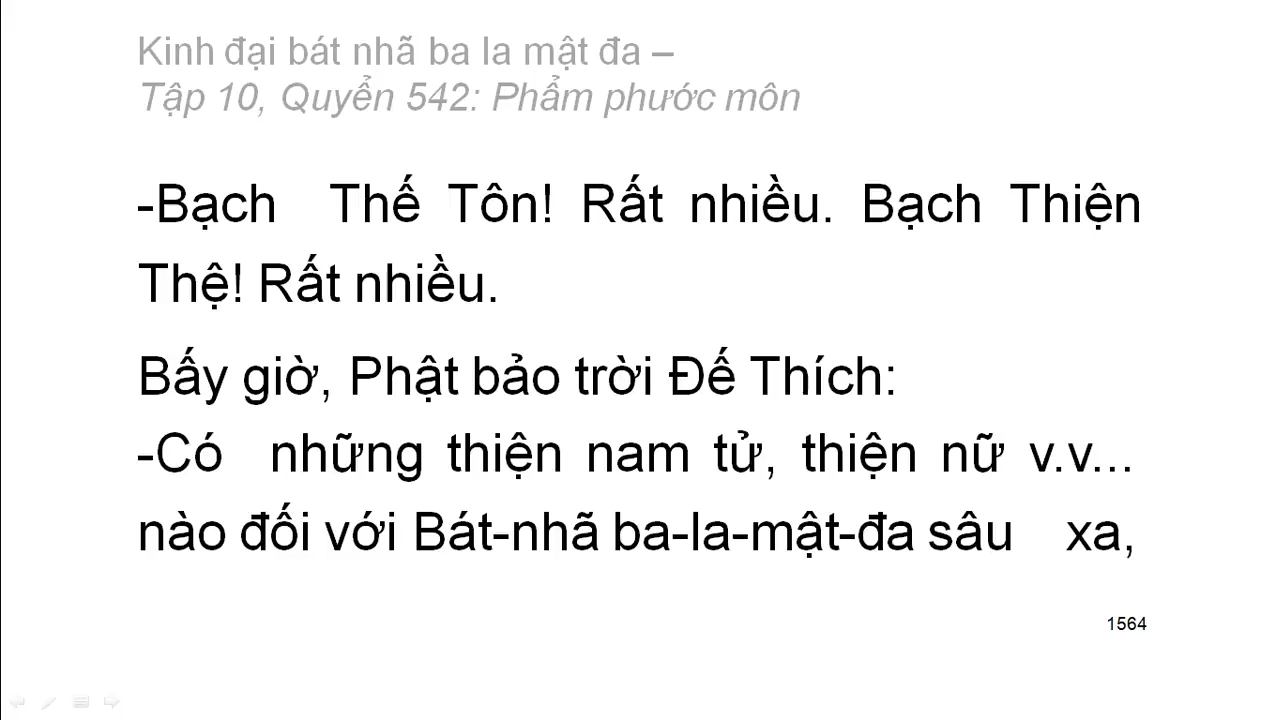 Kinh đại bát nhã ba la mật đa –
Tập 10, Quyển 542: Phẩm phước môn
-Bạch Thế Tôn! Rất nhiều. Bạch Thiện
Thệ! Rất nhiều.
Bấy giờ, Phật bảo trời Đế Thích:
-Có những thiện nam tử, thiện nữ v.v...
nào đối với Bát-nhã ba-la-mật-đa sâu xa,
1564